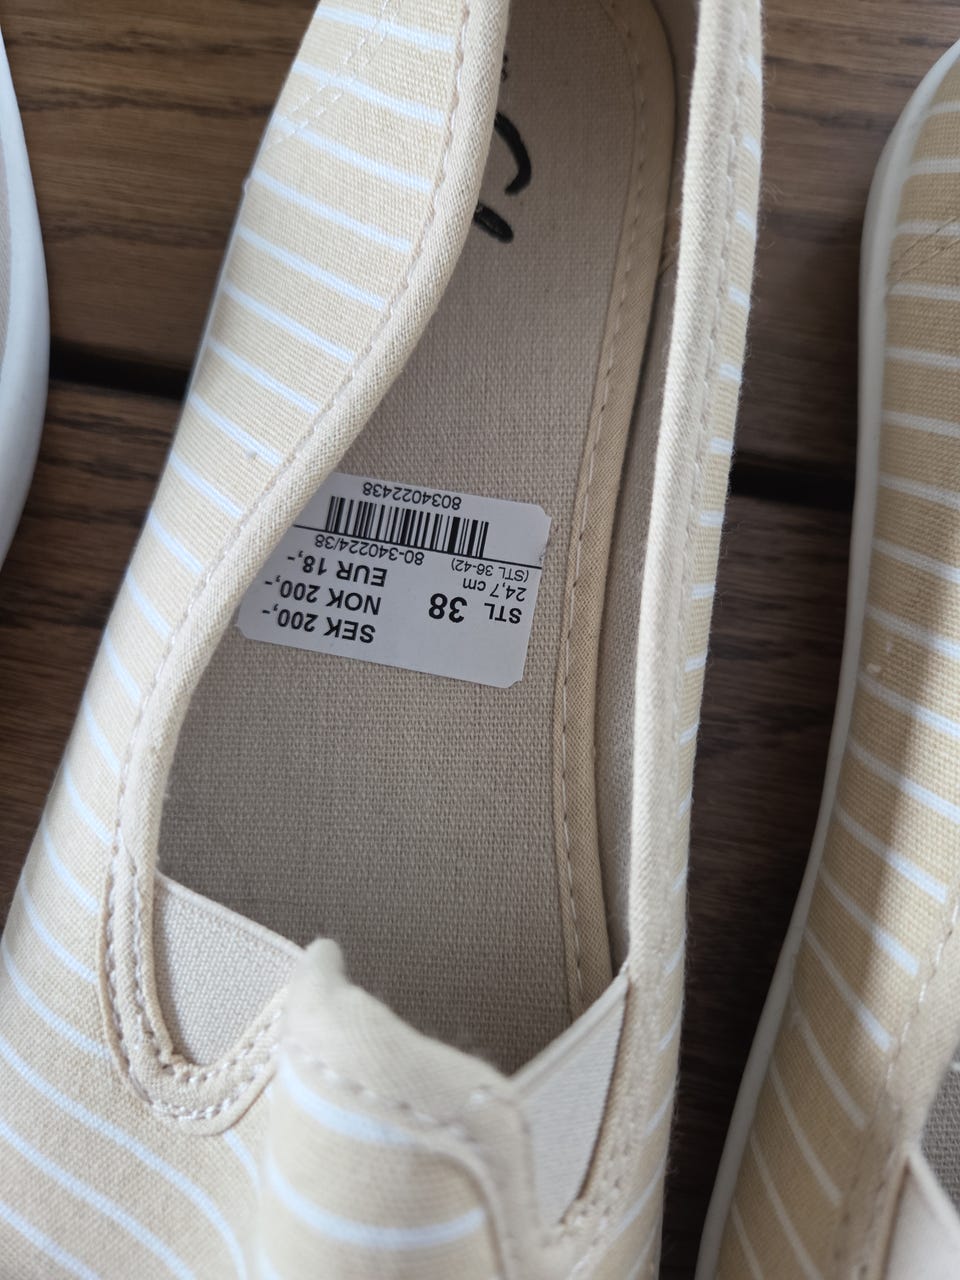 SEK 200,-
NOK 200,-
EUR 18,-
STL 38
24,7 cm
(STL 36-42)
80-340224/38
8034022438